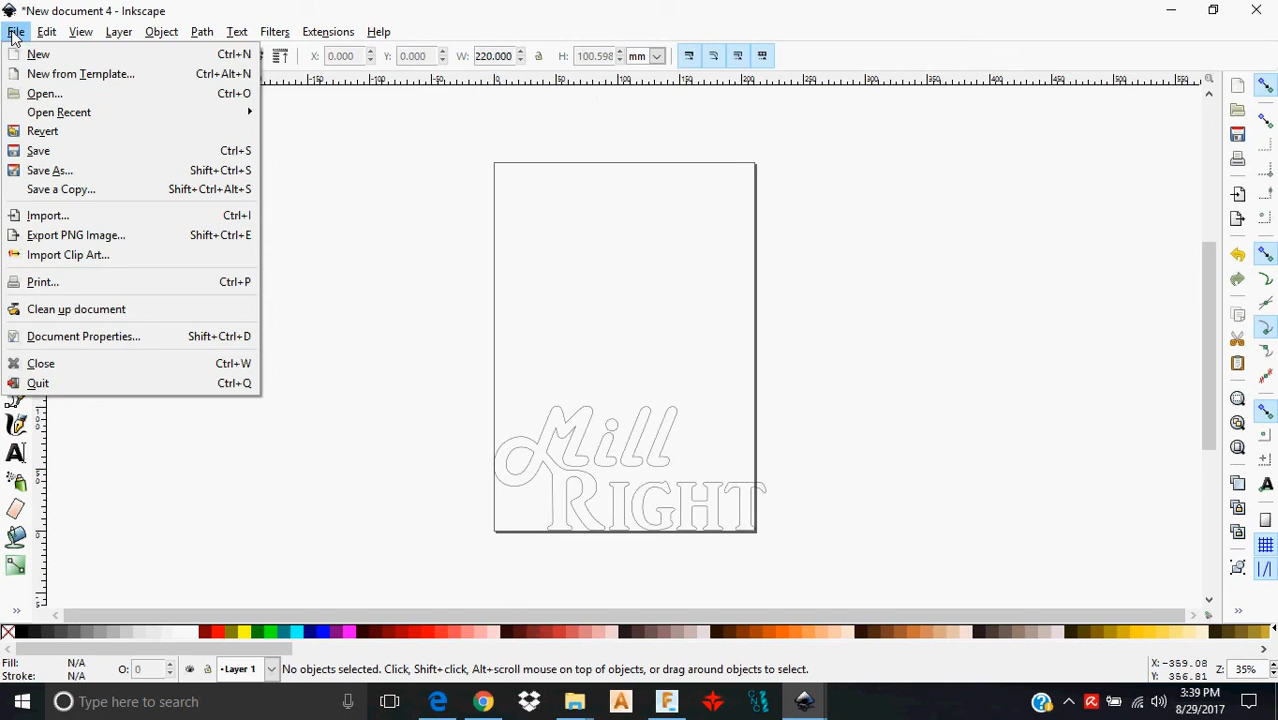 *New document 4 - Inkscape
File Edit View Layer Object Path Text Filters Extensions Help
X: 0.000 Y: 0.000 W: 220.000 H: 100.598 mm
New Ctrl+N
New from Template... Ctrl+Alt+N
Open... Ctrl+O
Open Recent
Revert
Save Ctrl+S
Save As... Shift+Ctrl+S
Save a Copy... Shift+Ctrl+Alt+S
Import... Ctrl+I
Export PNG Image... Shift+Ctrl+E
Import Clip Art...
Print... Ctrl+P
Clean up document
Document Properties... Shift+Ctrl+D
Close Ctrl+W
Quit Ctrl+Q
Mill
RIGHT
Fill: N/A
Stroke: N/A
O: 0
Layer 1
No objects selected. Click, Shift+click, Alt+scroll mouse on top of objects, or drag around objects to select.
X:-359.08
Y: 356.81
Z: 35%
Type here to search
3:39 PM
8/29/2017